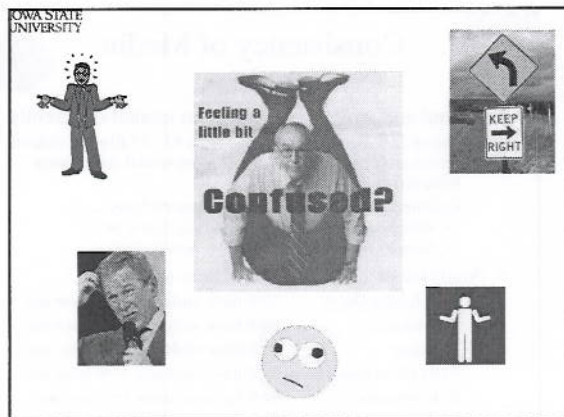 IOWA STATE
UNIVERSITY
Feeling a
little bit
Confused?
KEEP
RIGHT